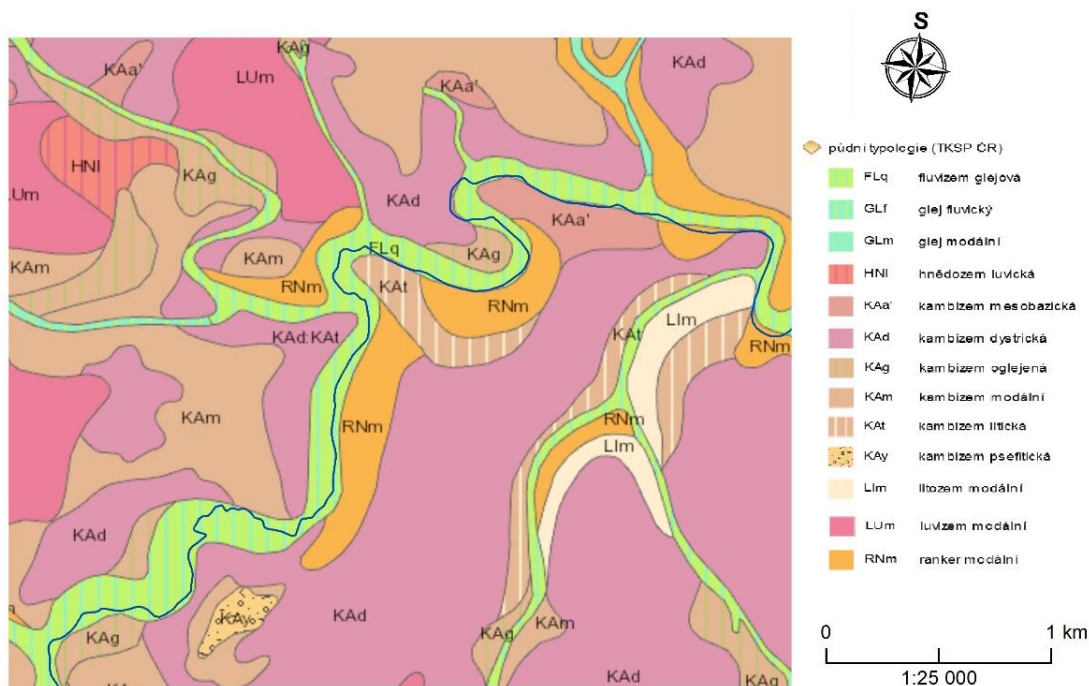 S
KAg
LUm
KAa'
KAa'
KAd
HNl
KAg
KAd
KAa'
KAm
KAm
FLq
KAg
RNm
KAt
RNm
KAd:KAt
KAt
LIm
RNm
KAm
RNm
RNm
LIm
KAd
KAy
KAd
KAg
KAg
KAm
KAd
KAg
půdní typologie (TKSP ČR)
FLq fluvizem glejová
GLf glej fluvický
GLm glej modální
HNl hnědozem luvická
KAa' kambizem mesobazická
KAd kambizem dystrická
KAg kambizem oglejená
KAm kambizem modální
KAt kambizem litická
KAy kambizem psefitická
LIm litozem modální
LUm luvizem modální
RNm ranker modální
0 1 km
1:25 000